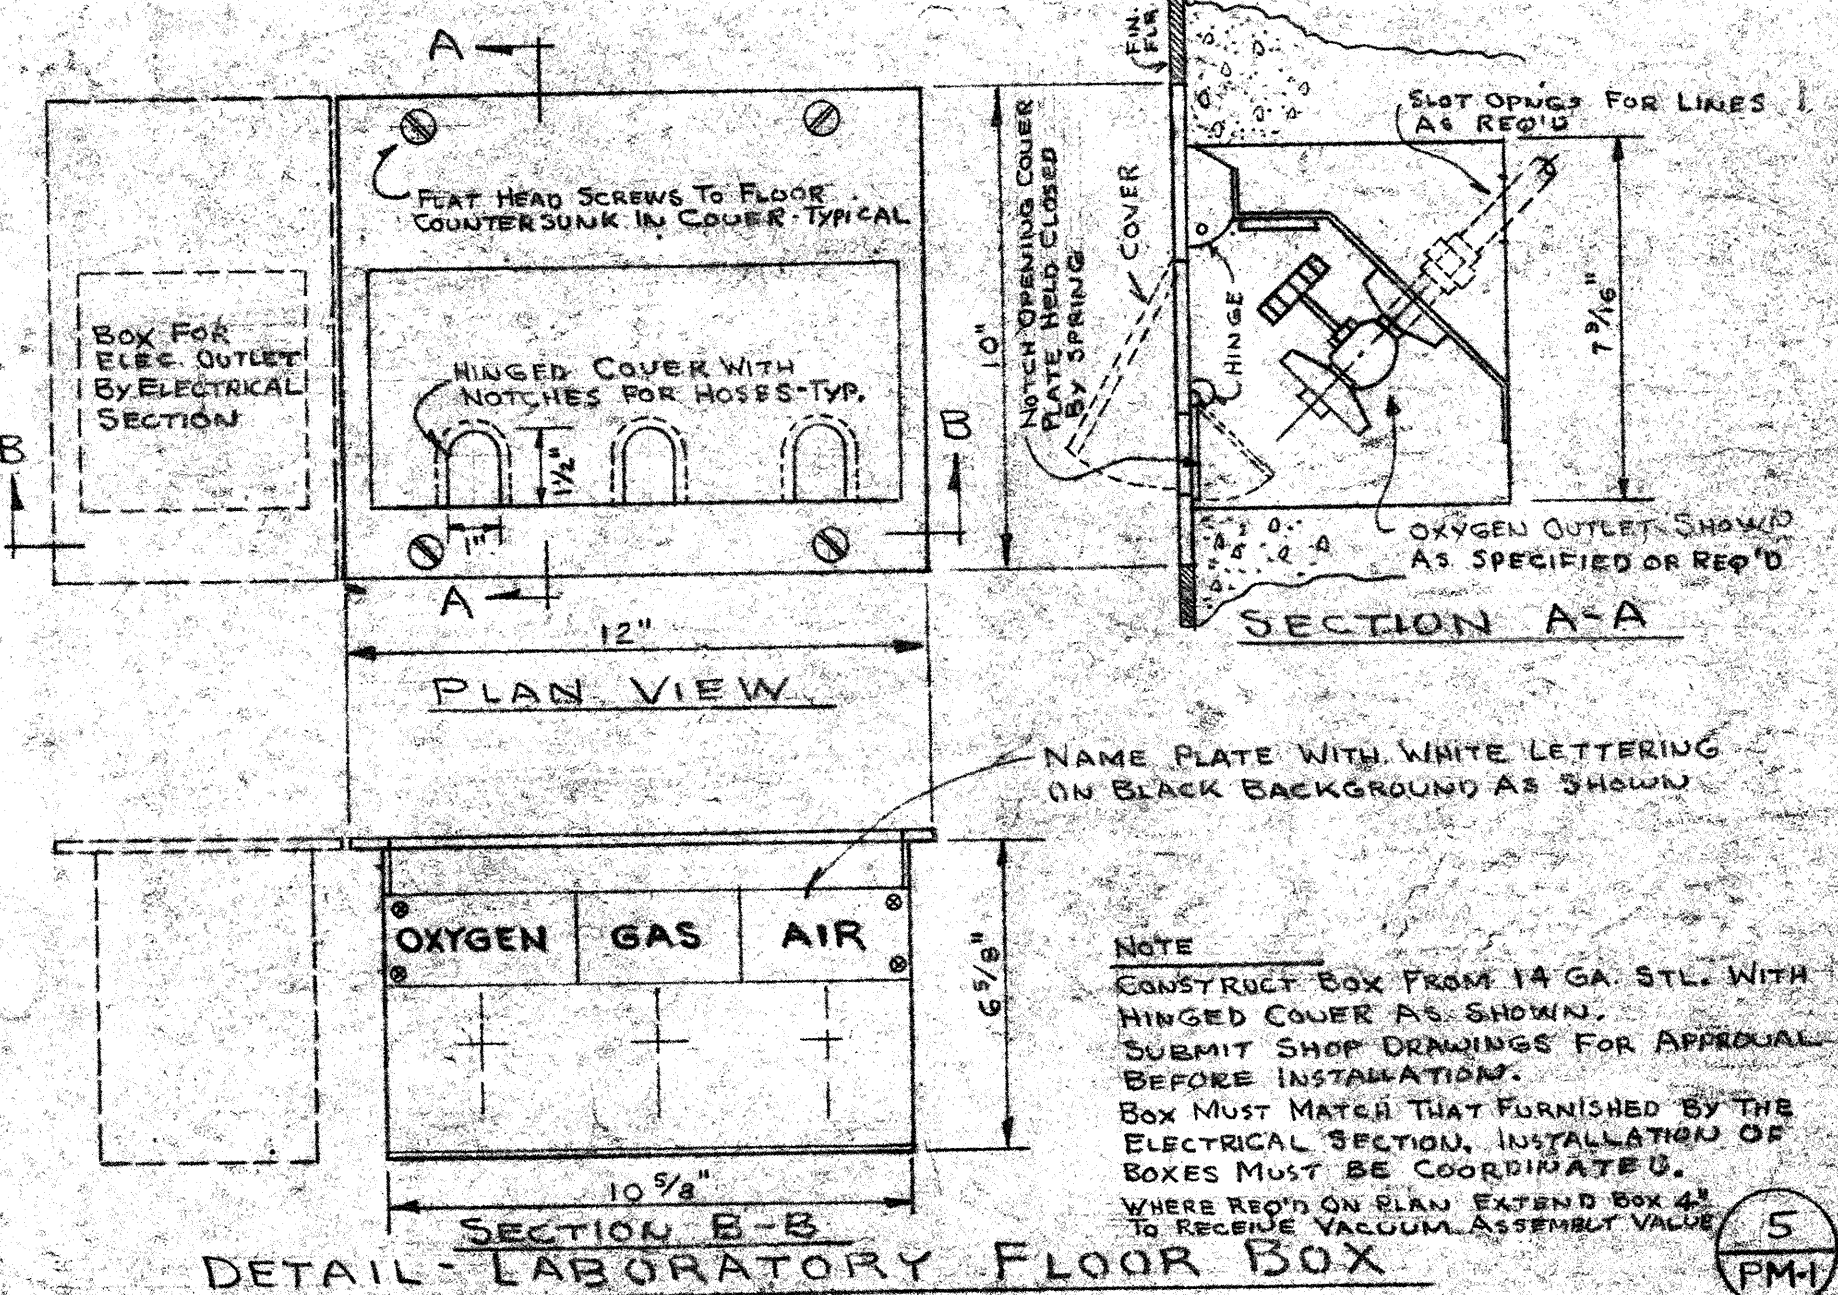 A
FLAT HEAD SCREWS TO FLOOR
COUNTERSUNK IN COVER-TYPICAL
BOX FOR
ELEC. OUTLET
BY ELECTRICAL
SECTION
HINGED COVER WITH
NOTCHES FOR HOSES-TYP.
1½"
1"
B
B
A
12"
PLAN VIEW
FIN.
FLR
10"
NOTCH OPENING COVER
PLATE HELD CLOSED
BY SPRING
COVER
HINGE
SLOT OPNGS FOR LINES
AS REQ'D
7 9/16"
OXYGEN OUTLET SHOWN
AS SPECIFIED OR REQ'D
SECTION A-A
NAME PLATE WITH WHITE LETTERING
ON BLACK BACKGROUND AS SHOWN
OXYGEN GAS AIR
6 5/8"
10 5/8"
SECTION B-B
NOTE
CONSTRUCT BOX FROM 14 GA. STL. WITH
HINGED COVER AS SHOWN.
SUBMIT SHOP DRAWINGS FOR APPROVAL
BEFORE INSTALLATION.
BOX MUST MATCH THAT FURNISHED BY THE
ELECTRICAL SECTION. INSTALLATION OF
BOXES MUST BE COORDINATED.
WHERE REQ'D ON PLAN EXTEND BOX 4"
TO RECEIVE VACUUM ASSEMBLY VALVE
DETAIL - LABORATORY FLOOR BOX
5
PM-1